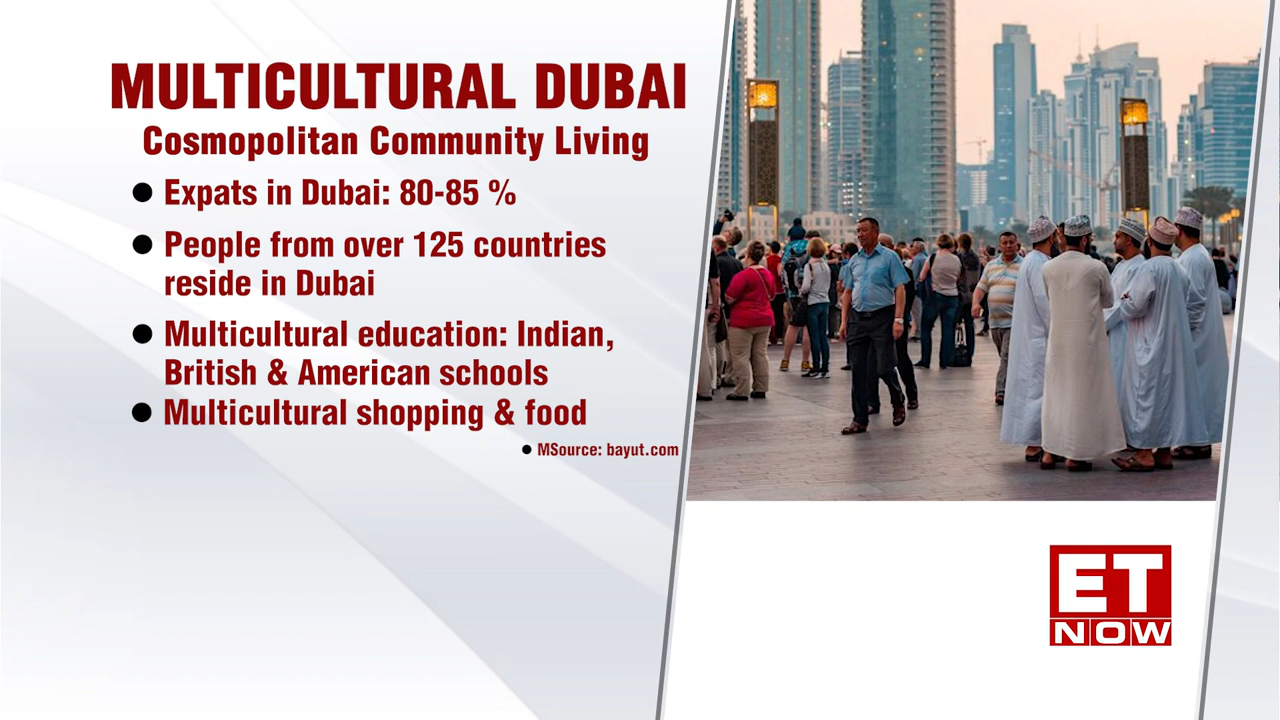 MULTICULTURAL DUBAI
Cosmopolitan Community Living
● Expats in Dubai: 80-85 %
● People from over 125 countries
reside in Dubai
● Multicultural education: Indian,
British & American schools
● Multicultural shopping & food
● MSource: bayut.com
ET
NOW